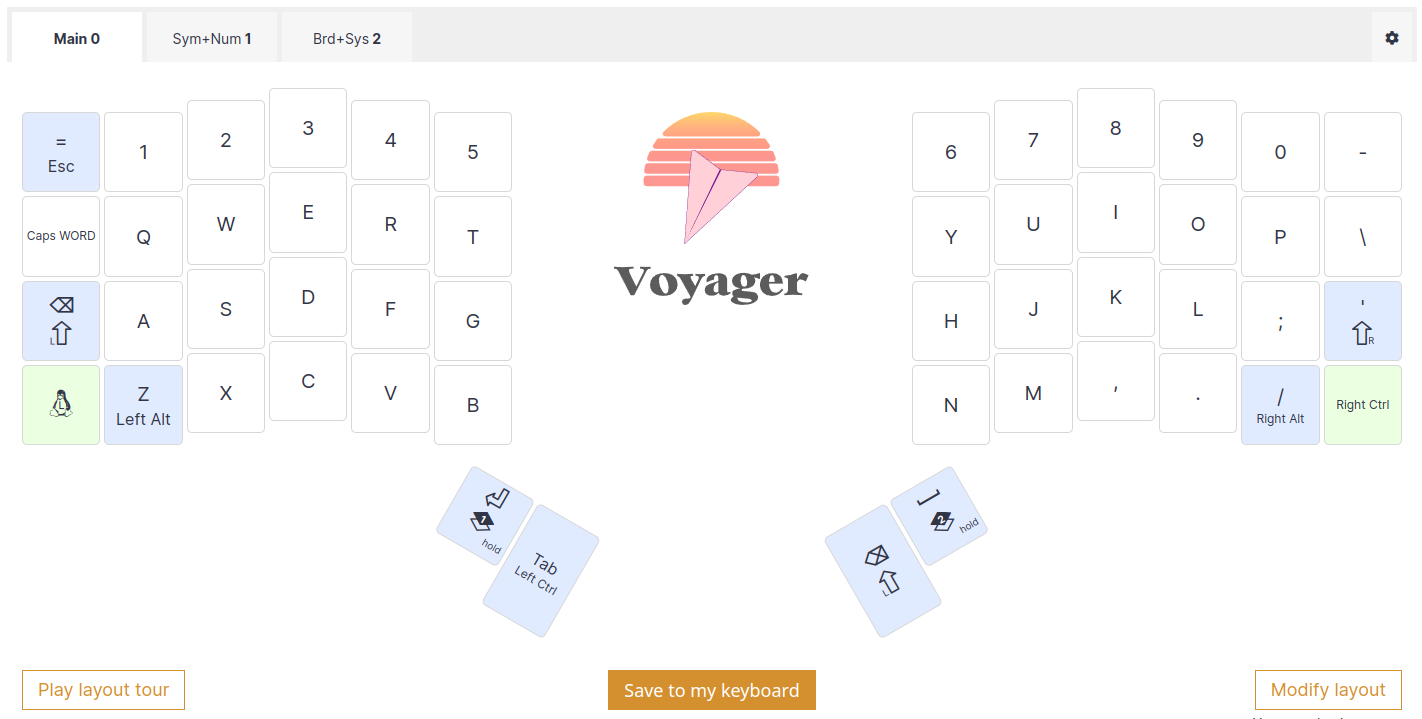 Main 0
Sym+Num 1
Brd+Sys 2
=
Esc
1
2
3
4
5
6
7
8
9
0
-
Caps WORD
Q
W
E
R
T
Y
U
I
O
P
\
L
A
S
D
F
G
H
J
K
L
;
'
R
L
Z
Left Alt
X
C
V
B
N
M
,
.
/
Right Alt
Right Ctrl
Voyager
1
hold
Tab
Left Ctrl
L
]
2
hold
Play layout tour
Save to my keyboard
Modify layout